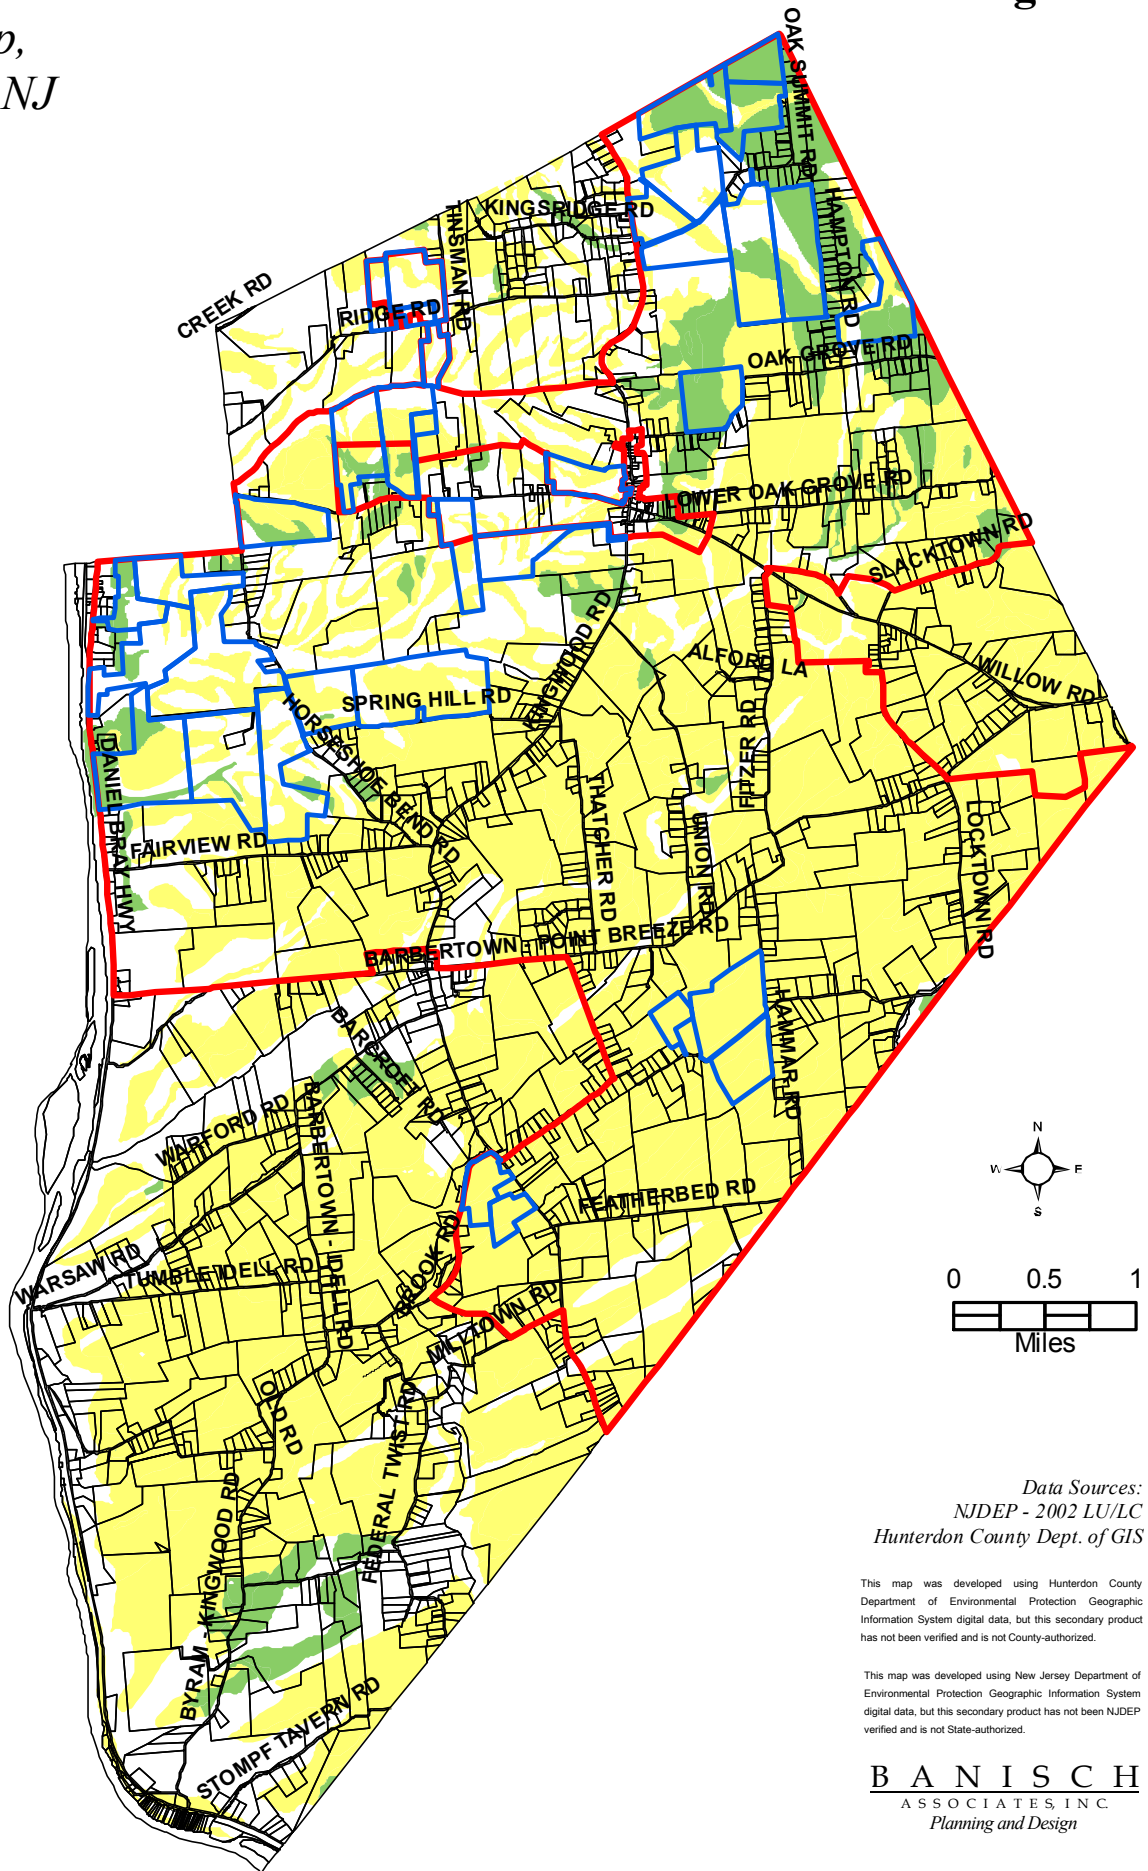 p,
NJ
g
OAK SUMMIT RD
KINGSRIDGE RD
TINSMAN RD
HAMPTON RD
CREEK RD
RIDGE RD
OAK GROVE RD
LOWER OAK GROVE RD
SLACKTOWN RD
KINGWOOD RD
ALFORD LA
WILLOW RD
SPRING HILL RD
HORSESHOE BEND RD
FITZER RD
DANIEL BRAY HWY
THATCHER RD
UNION RD
LOCKTOWN RD
FAIRVIEW RD
BARBERTOWN - POINT BREEZE RD
HAMMAR RD
BARCROFT RD
WARFORD RD
BARBERTOWN - IDELL RD
FEATHERBED RD
WARSAW RD
TUMBLE IDELL RD
BROOK RD
MILLTOWN RD
OLD RD
FEDERAL TWIST RD
BYRAM - KINGWOOD RD
STOMPF TAVERN RD
N
W E
S
0 0.5 1
Miles
Data Sources:
NJDEP - 2002 LU/LC
Hunterdon County Dept. of GIS
This map was developed using Hunterdon County
Department of Environmental Protection Geographic
Information System digital data, but this secondary product
has not been verified and is not County-authorized.
This map was developed using New Jersey Department of
Environmental Protection Geographic Information System
digital data, but this secondary product has not been NJDEP
verified and is not State-authorized.
BANISCH
ASSOCIATES, INC.
Planning and Design